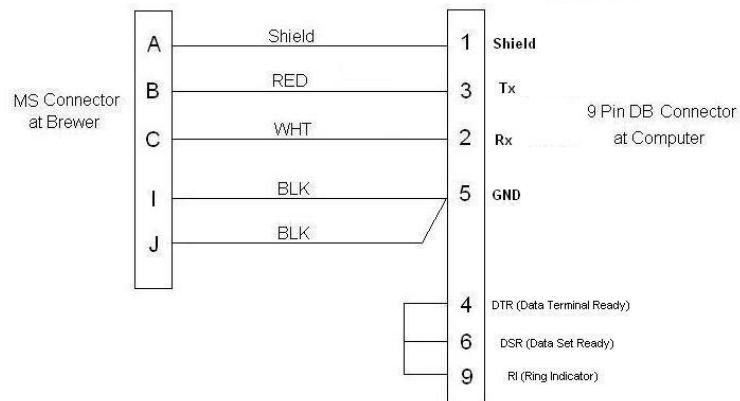 A Shield 1 Shield
B RED 3 Tx
MS Connector
at Brewer
9 Pin DB Connector
at Computer
C WHT 2 Rx
I BLK 5 GND
J BLK
4 DTR (Data Terminal Ready)
6 DSR (Data Set Ready)
9 RI (Ring Indicator)